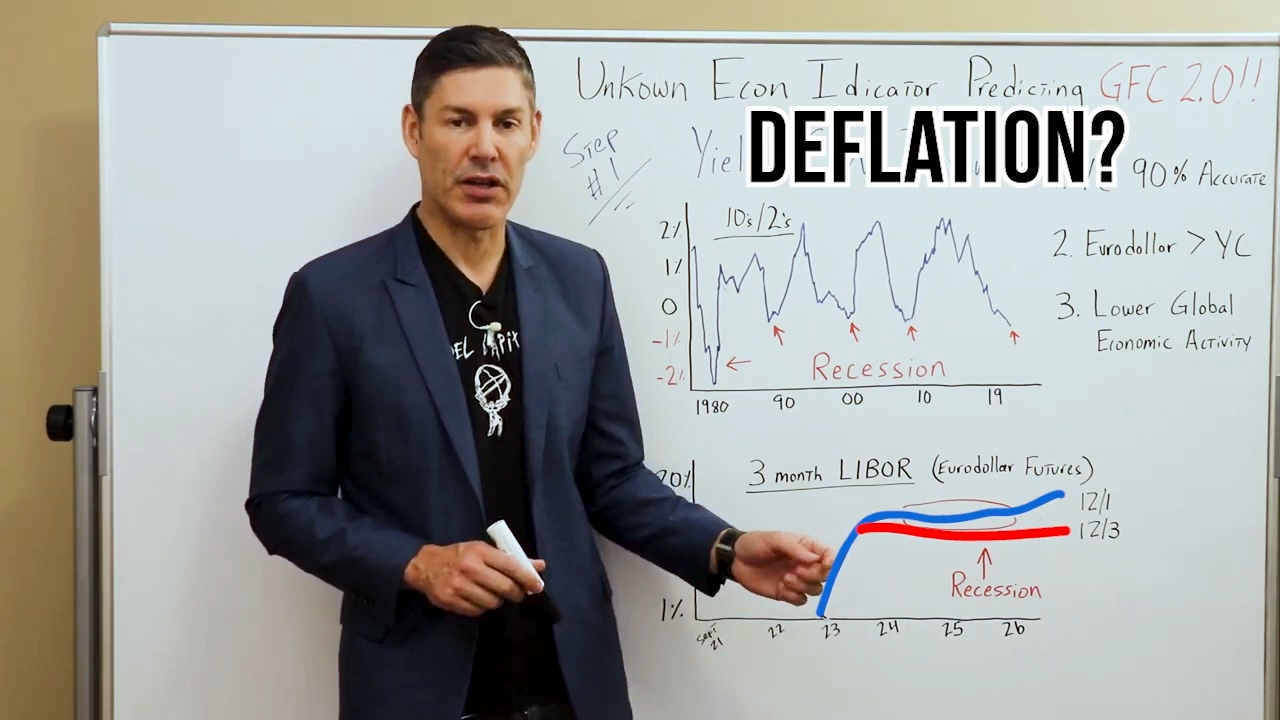 Unkown Econ Idicator Predicting GFC 2.0!!
DEFLATION?
Step
#1
Yiel
90% Accurate
2. Eurodollar > YC
3. Lower Global
Economic Activity
10's/2's
2%
1%
0
-1%
-2%
Recession
1980 90 00 10 19
3 month LIBOR (Eurodollar Futures)
20%
12/1
12/3
Recession
1%
Sept 21 22 23 24 25 26